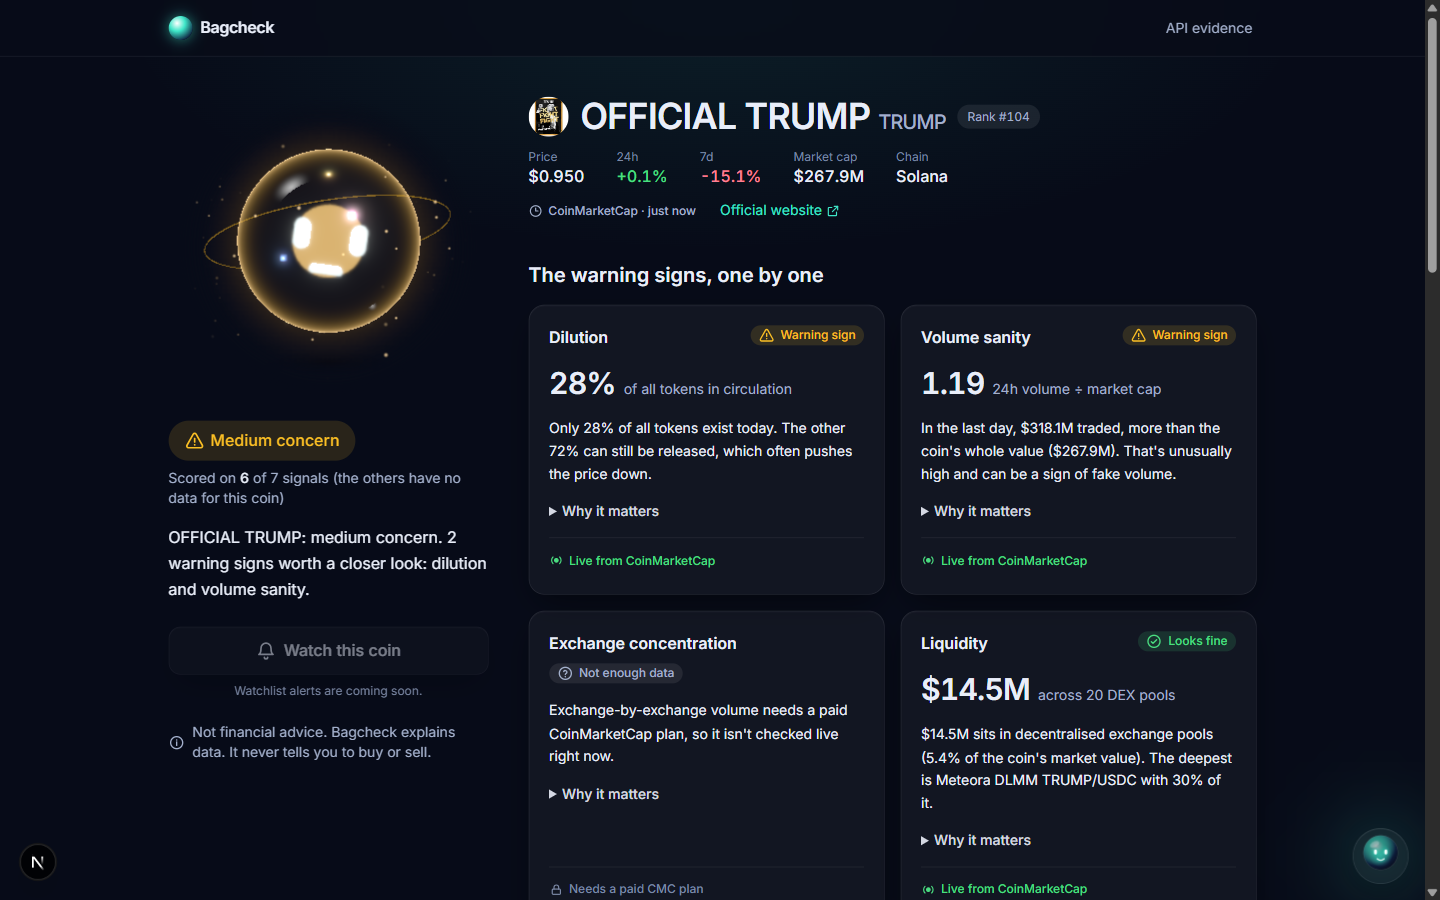 Bagcheck
API evidence
OFFICIAL TRUMP TRUMP Rank #104
Price 24h 7d Market cap Chain
$0.950 +0.1% -15.1% $267.9M Solana
CoinMarketCap · just now Official website
Medium concern
Scored on 6 of 7 signals (the others have no
data for this coin)
OFFICIAL TRUMP: medium concern. 2
warning signs worth a closer look: dilution
and volume sanity.
Watch this coin
Watchlist alerts are coming soon.
Not financial advice. Bagcheck explains
data. It never tells you to buy or sell.
The warning signs, one by one
Dilution
Warning sign
28% of all tokens in circulation
Only 28% of all tokens exist today. The other
72% can still be released, which often pushes
the price down.
Why it matters
Live from CoinMarketCap
Volume sanity
Warning sign
1.19 24h volume ÷ market cap
In the last day, $318.1M traded, more than the
coin's whole value ($267.9M). That's unusually
high and can be a sign of fake volume.
Why it matters
Live from CoinMarketCap
Exchange concentration
Not enough data
Exchange-by-exchange volume needs a paid
CoinMarketCap plan, so it isn't checked live
right now.
Why it matters
Needs a paid CMC plan
Liquidity
Looks fine
$14.5M across 20 DEX pools
$14.5M sits in decentralised exchange pools
(5.4% of the coin's market value). The deepest
is Meteora DLMM TRUMP/USDC with 30% of
it.
Why it matters
Live from CoinMarketCap
N